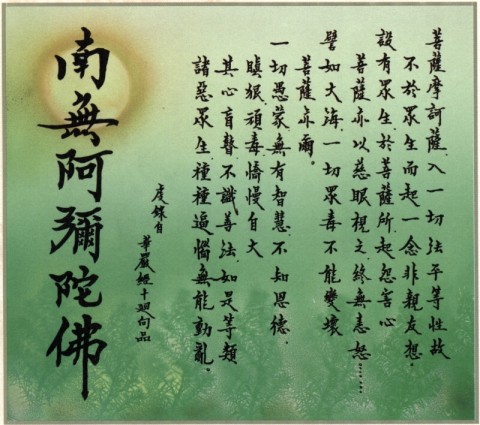 菩薩摩訶薩.入一切法平等性故
不於眾生而起一念非親友想.
設有眾生.於菩薩所.起怨害心
菩薩亦以慈眼視之.終無恚怒……
譬如大海.一切眾毒不能變壞
菩薩亦爾。
一切愚蒙.無有智慧.不知恩德.
瞋狠頑毒.憍慢自大
其心盲瞽.不識善法.如是等類
諸惡眾生.種種逼惱.無能動亂.
錄自
華嚴經十迴向品
南無阿彌陀佛